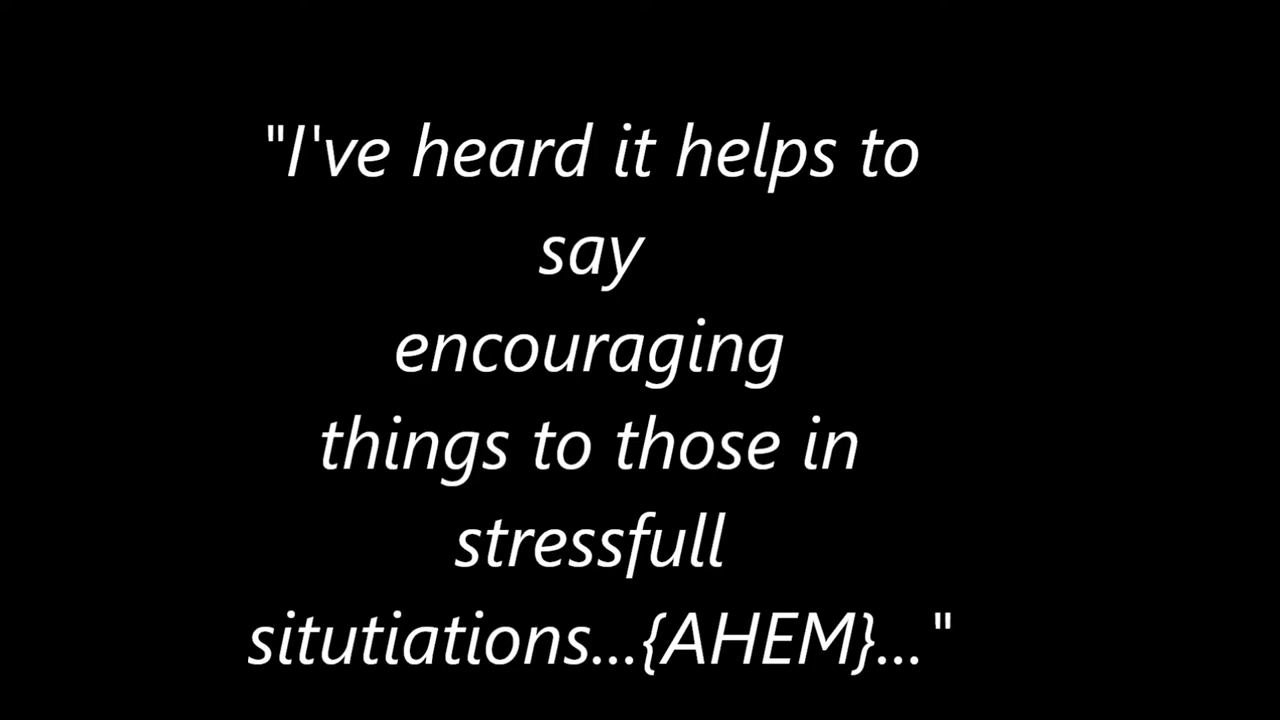 "I've heard it helps to
say
encouraging
things to those in
stressfull
situtiations...{AHEM}..."